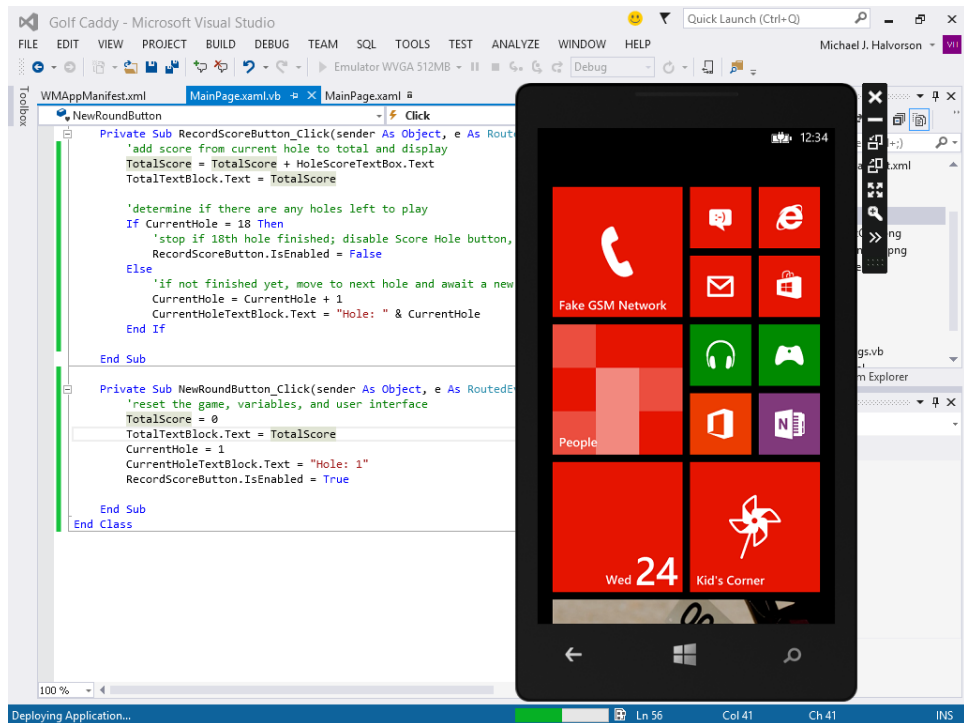 Golf Caddy - Microsoft Visual Studio
Quick Launch (Ctrl+Q)
FILE EDIT VIEW PROJECT BUILD DEBUG TEAM SQL TOOLS TEST ANALYZE WINDOW HELP
Michael J. Halvorson
VII
Emulator WVGA 512MB
Debug
Toolbox
WMAppManifest.xml
MainPage.xaml.vb
MainPage.xaml
NewRoundButton
Click
Private Sub RecordScoreButton_Click(sender As Object, e As Route
'add score from current hole to total and display
TotalScore = TotalScore + HoleScoreTextBox.Text
TotalTextBlock.Text = TotalScore
'determine if there are any holes left to play
If CurrentHole = 18 Then
'stop if 18th hole finished; disable Score Hole button,
RecordScoreButton.IsEnabled = False
Else
'if not finished yet, move to next hole and await a new
CurrentHole = CurrentHole + 1
CurrentHoleTextBlock.Text = "Hole: " & CurrentHole
End If
End Sub
Private Sub NewRoundButton_Click(sender As Object, e As RoutedEv
'reset the game, variables, and user interface
TotalScore = 0
TotalTextBlock.Text = TotalScore
CurrentHole = 1
CurrentHoleTextBlock.Text = "Hole: 1"
RecordScoreButton.IsEnabled = True
End Sub
End Class
12:34
Fake GSM Network
People
Wed 24
Kid's Corner
l+;)
t.xml
ng
png
gs.vb
m Explorer
100 %
Deploying Application...
Ln 56
Col 41
Ch 41
INS